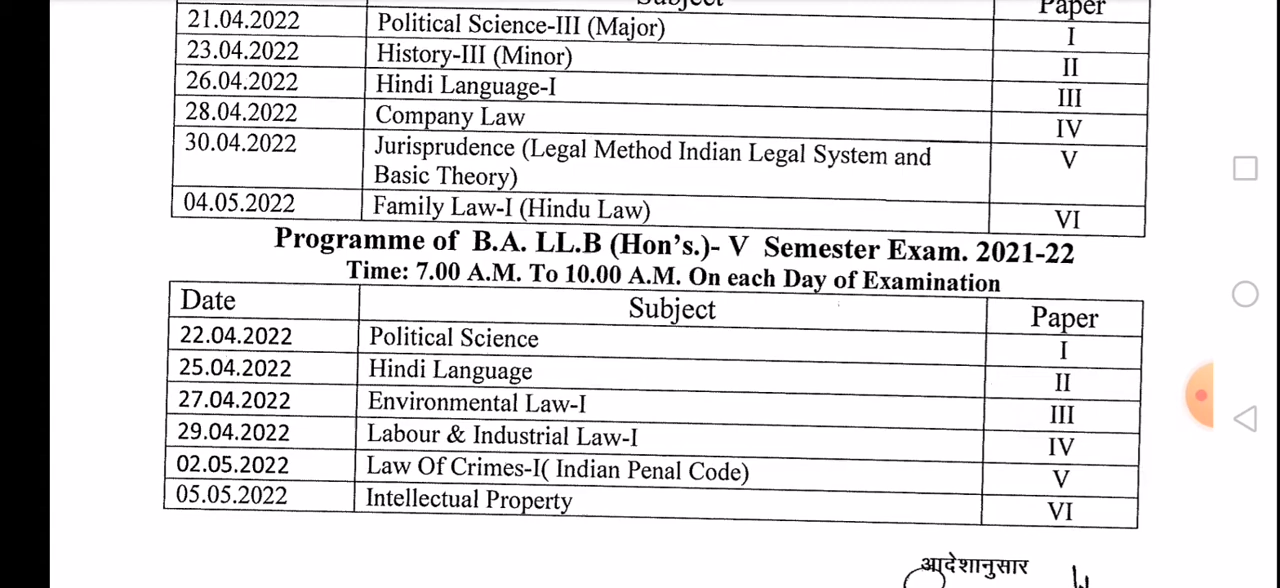 Subject Paper
21.04.2022 Political Science-III (Major) I
23.04.2022 History-III (Minor) II
26.04.2022 Hindi Language-I III
28.04.2022 Company Law IV
30.04.2022 Jurisprudence (Legal Method Indian Legal System and V
Basic Theory)
04.05.2022 Family Law-I (Hindu Law) VI
Programme of B.A. LL.B (Hon's.)- V Semester Exam. 2021-22
Time: 7.00 A.M. To 10.00 A.M. On each Day of Examination
Date Subject Paper
22.04.2022 Political Science I
25.04.2022 Hindi Language II
27.04.2022 Environmental Law-I III
29.04.2022 Labour & Industrial Law-I IV
02.05.2022 Law Of Crimes-I( Indian Penal Code) V
05.05.2022 Intellectual Property VI
आदेशानुसार